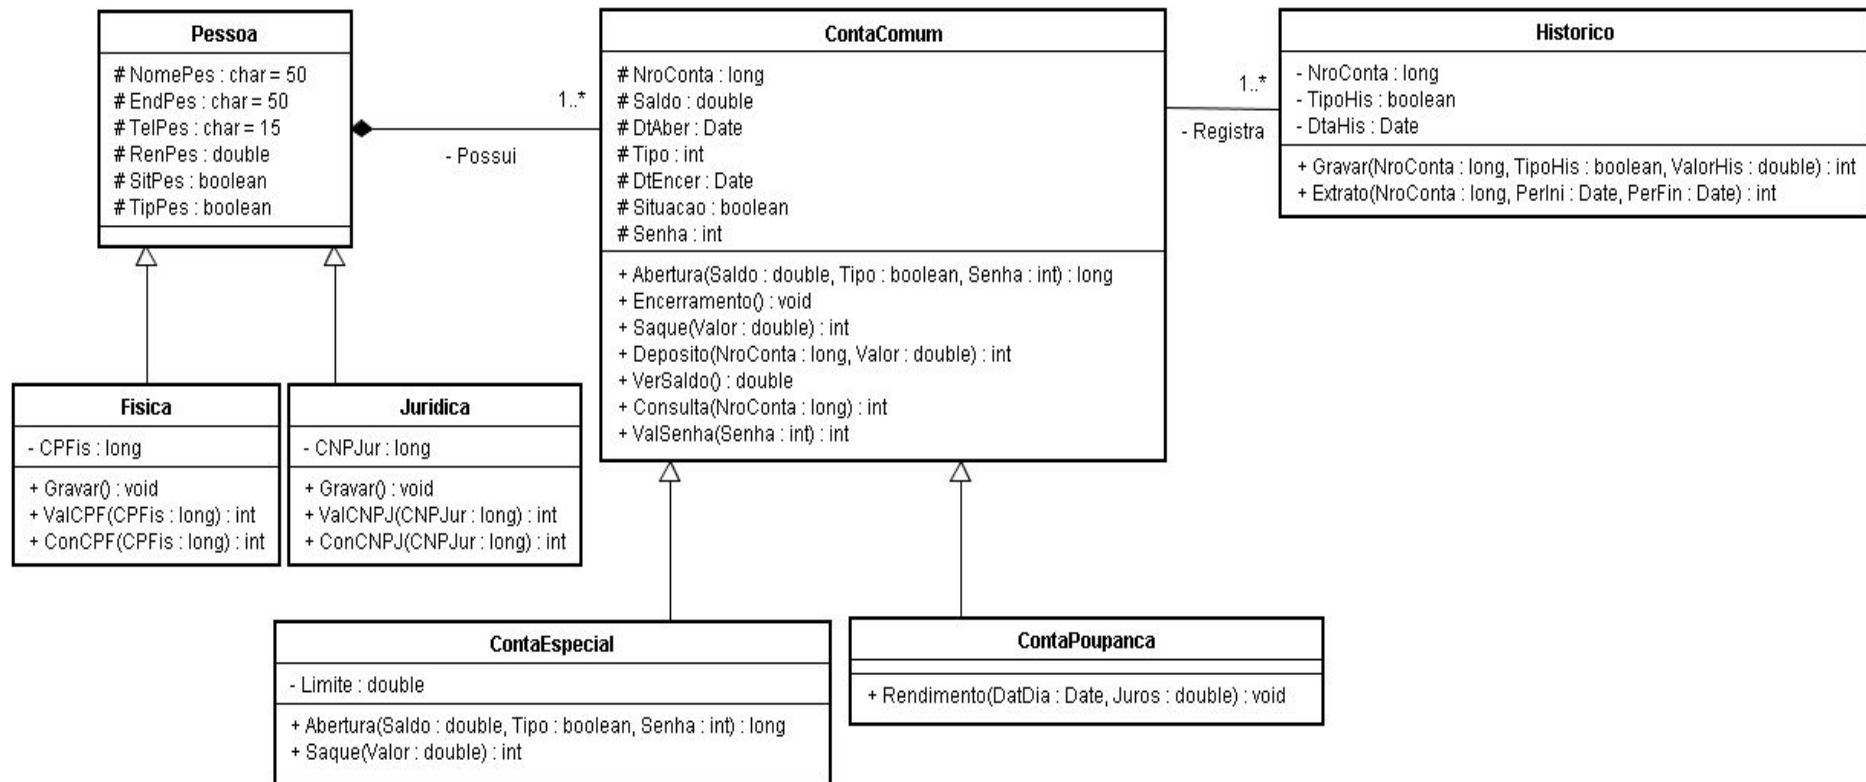 Pessoa
# NomePes : char = 50
# EndPes : char = 50
# TelPes : char = 15
# RenPes : double
# SitPes : boolean
# TipPes : boolean
1..*
- Possui
ContaComum
# NroConta : long
# Saldo : double
# DtAber : Date
# Tipo : int
# DtEncer : Date
# Situacao : boolean
# Senha : int
+ Abertura(Saldo : double, Tipo : boolean, Senha : int) : long
+ Encerramento() : void
+ Saque(Valor : double) : int
+ Deposito(NroConta : long, Valor : double) : int
+ VerSaldo() : double
+ Consulta(NroConta : long) : int
+ ValSenha(Senha : int) : int
1..*
- Registra
Historico
- NroConta : long
- TipoHis : boolean
- DtaHis : Date
+ Gravar(NroConta : long, TipoHis : boolean, ValorHis : double) : int
+ Extrato(NroConta : long, PerIni : Date, PerFin : Date) : int
Fisica
- CPFis : long
+ Gravar() : void
+ ValCPF(CPFis : long) : int
+ ConCPF(CPFis : long) : int
Juridica
- CNPJur : long
+ Gravar() : void
+ ValCNPJ(CNPJur : long) : int
+ ConCNPJ(CNPJur : long) : int
ContaEspecial
- Limite : double
+ Abertura(Saldo : double, Tipo : boolean, Senha : int) : long
+ Saque(Valor : double) : int
ContaPoupanca
+ Rendimento(DatDia : Date, Juros : double) : void